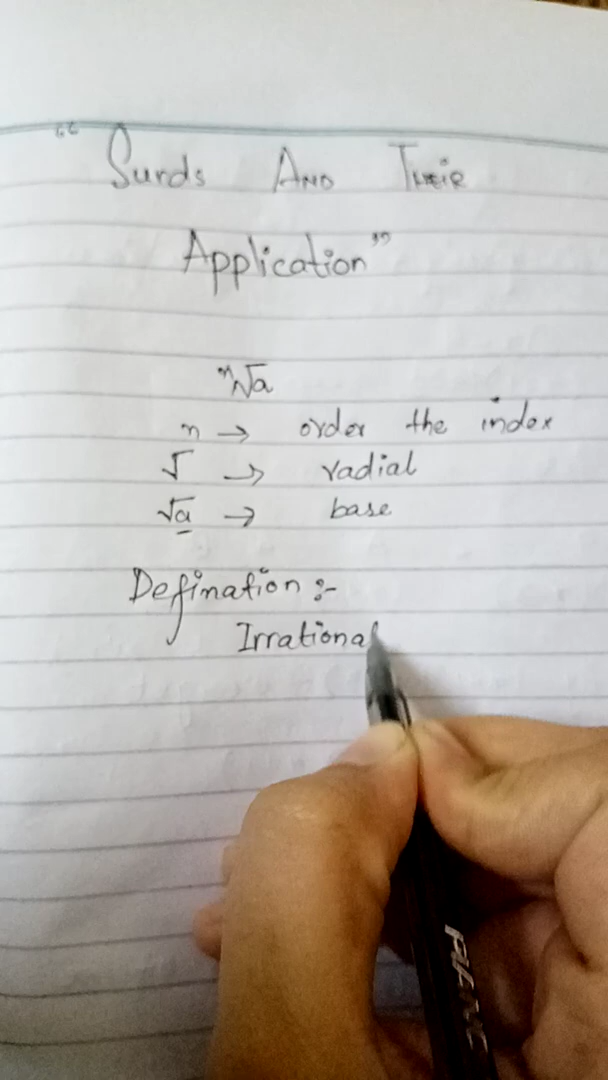 “ Surds And Their
Application”
ⁿ√a
n → order the index
√ → radial
√a → base
Defination :-
Irrational